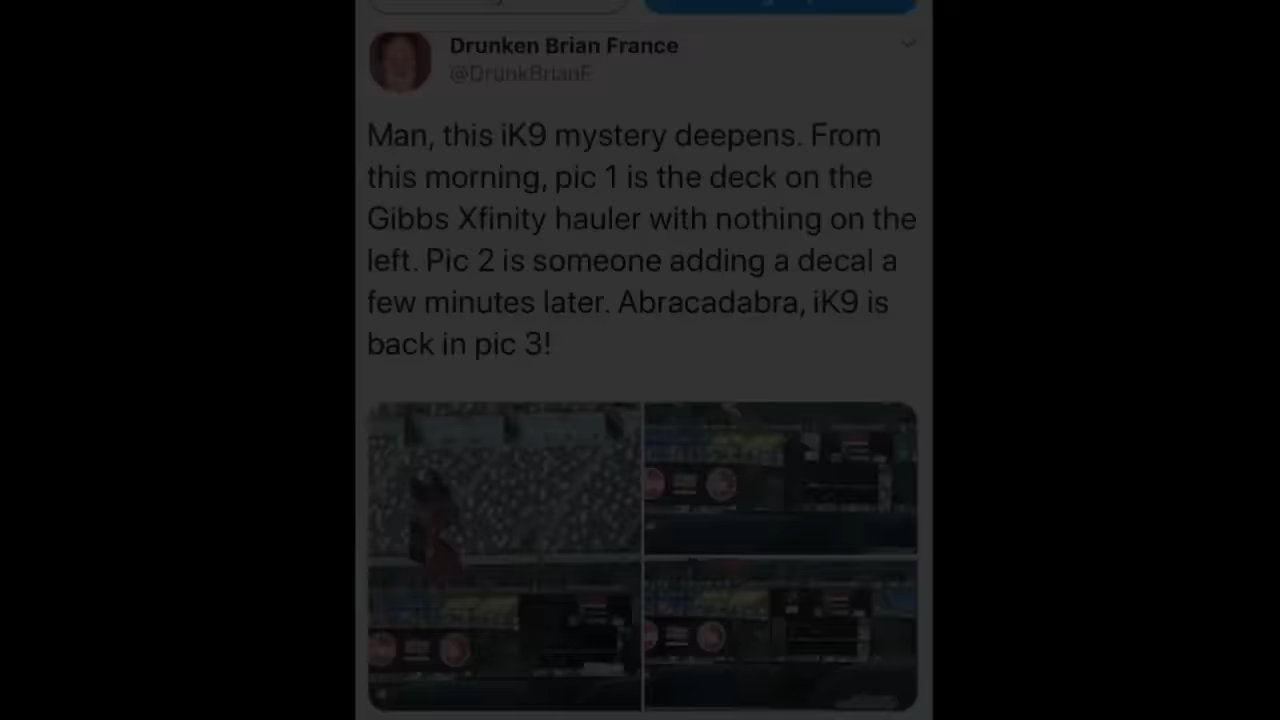 Drunken Brian France
@DrunkBrianF
Man, this iK9 mystery deepens. From
this morning, pic 1 is the deck on the
Gibbs Xfinity hauler with nothing on the
left. Pic 2 is someone adding a decal a
few minutes later. Abracadabra, iK9 is
back in pic 3!